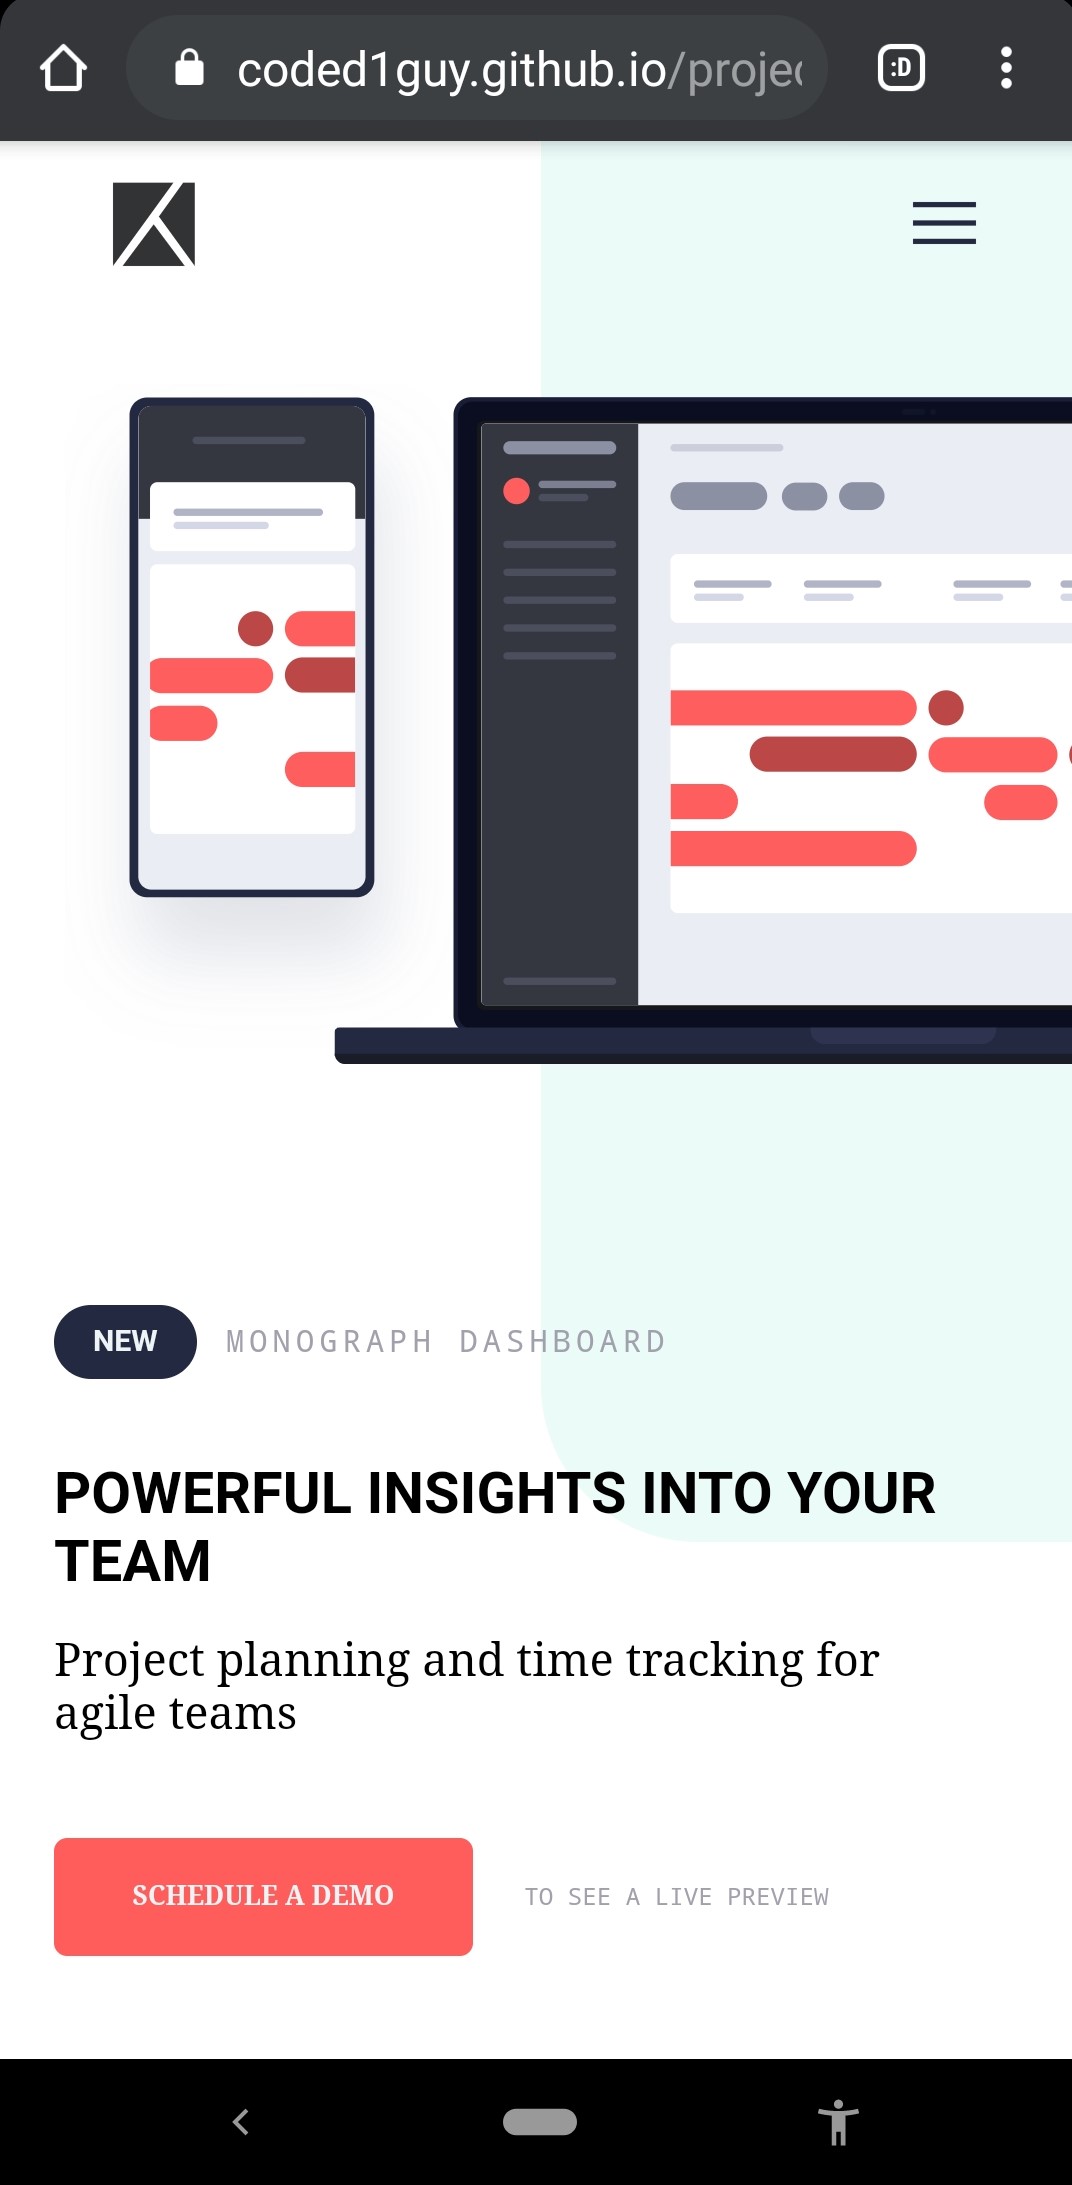 coded1guy.github.io/projec
:D
NEW MONOGRAPH DASHBOARD
POWERFUL INSIGHTS INTO YOUR
TEAM
Project planning and time tracking for
agile teams
SCHEDULE A DEMO TO SEE A LIVE PREVIEW